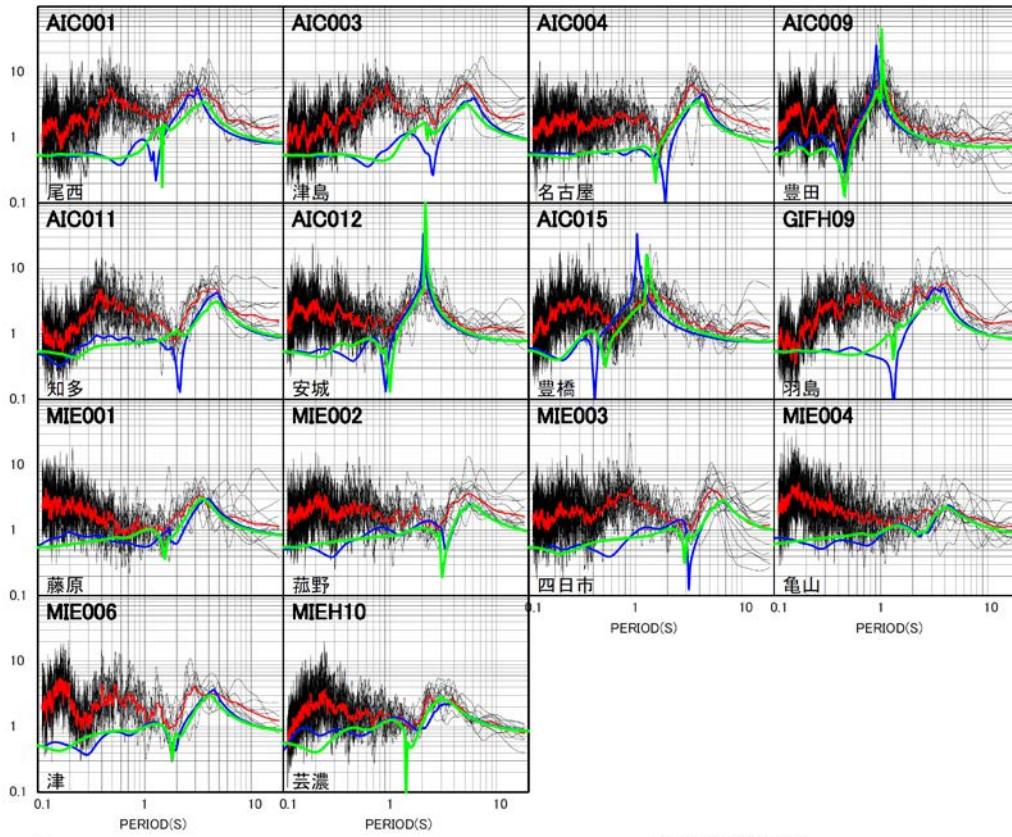 AIC001 AIC003 AIC004 AIC009
10
1
尾西 津島 名古屋 豊田
0.1
AIC011 AIC012 AIC015 GIFH09
10
1
知多 安城 豊橋 羽島
0.1
MIE001 MIE002 MIE003 MIE004
10
1
藤原 菰野 四日市 亀山
0.1 0.1 1 10 0.1 1 10
PERIOD(S) PERIOD(S)
MIE006 MIEH10
10
1
津 芸濃
0.1
0.1 1 10 0.1 1 10
PERIOD(S) PERIOD(S)